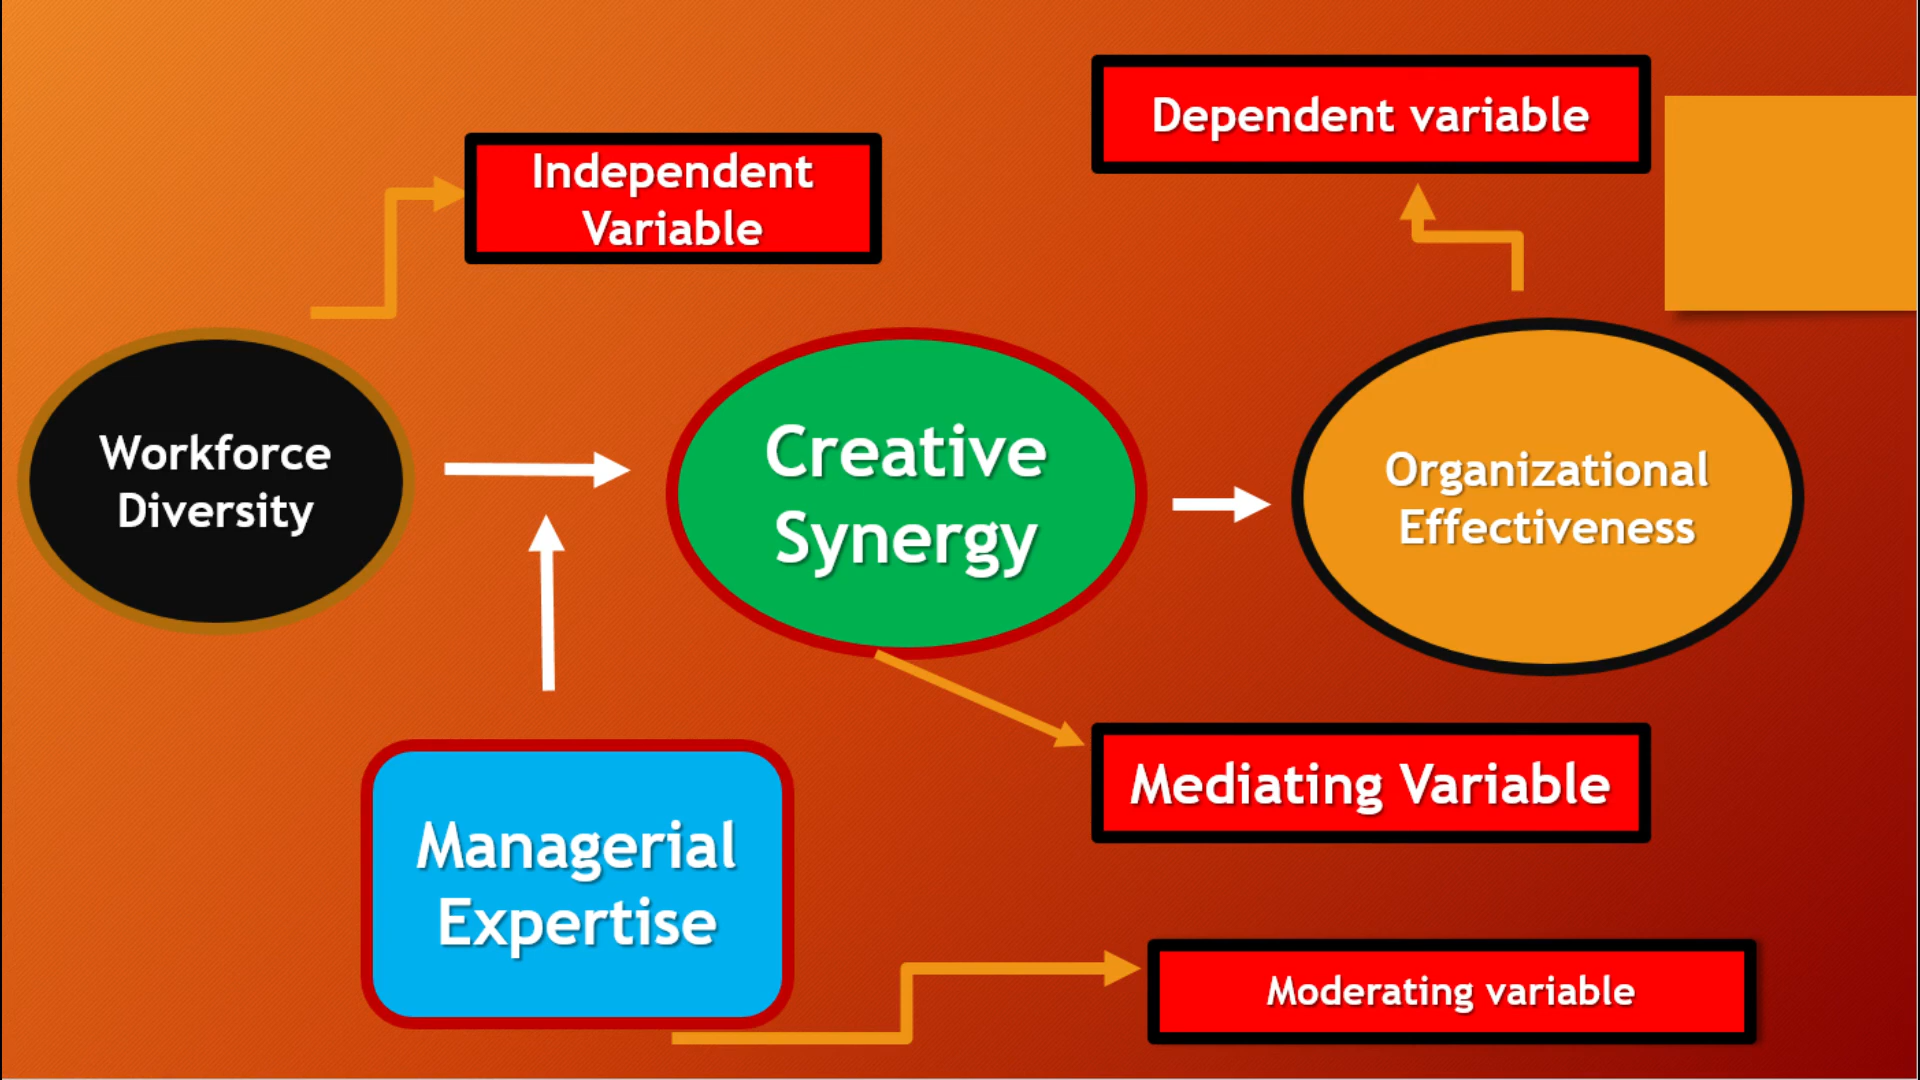 Dependent variable
Independent
Variable
Workforce
Diversity
Creative
Synergy
Organizational
Effectiveness
Mediating Variable
Managerial
Expertise
Moderating variable